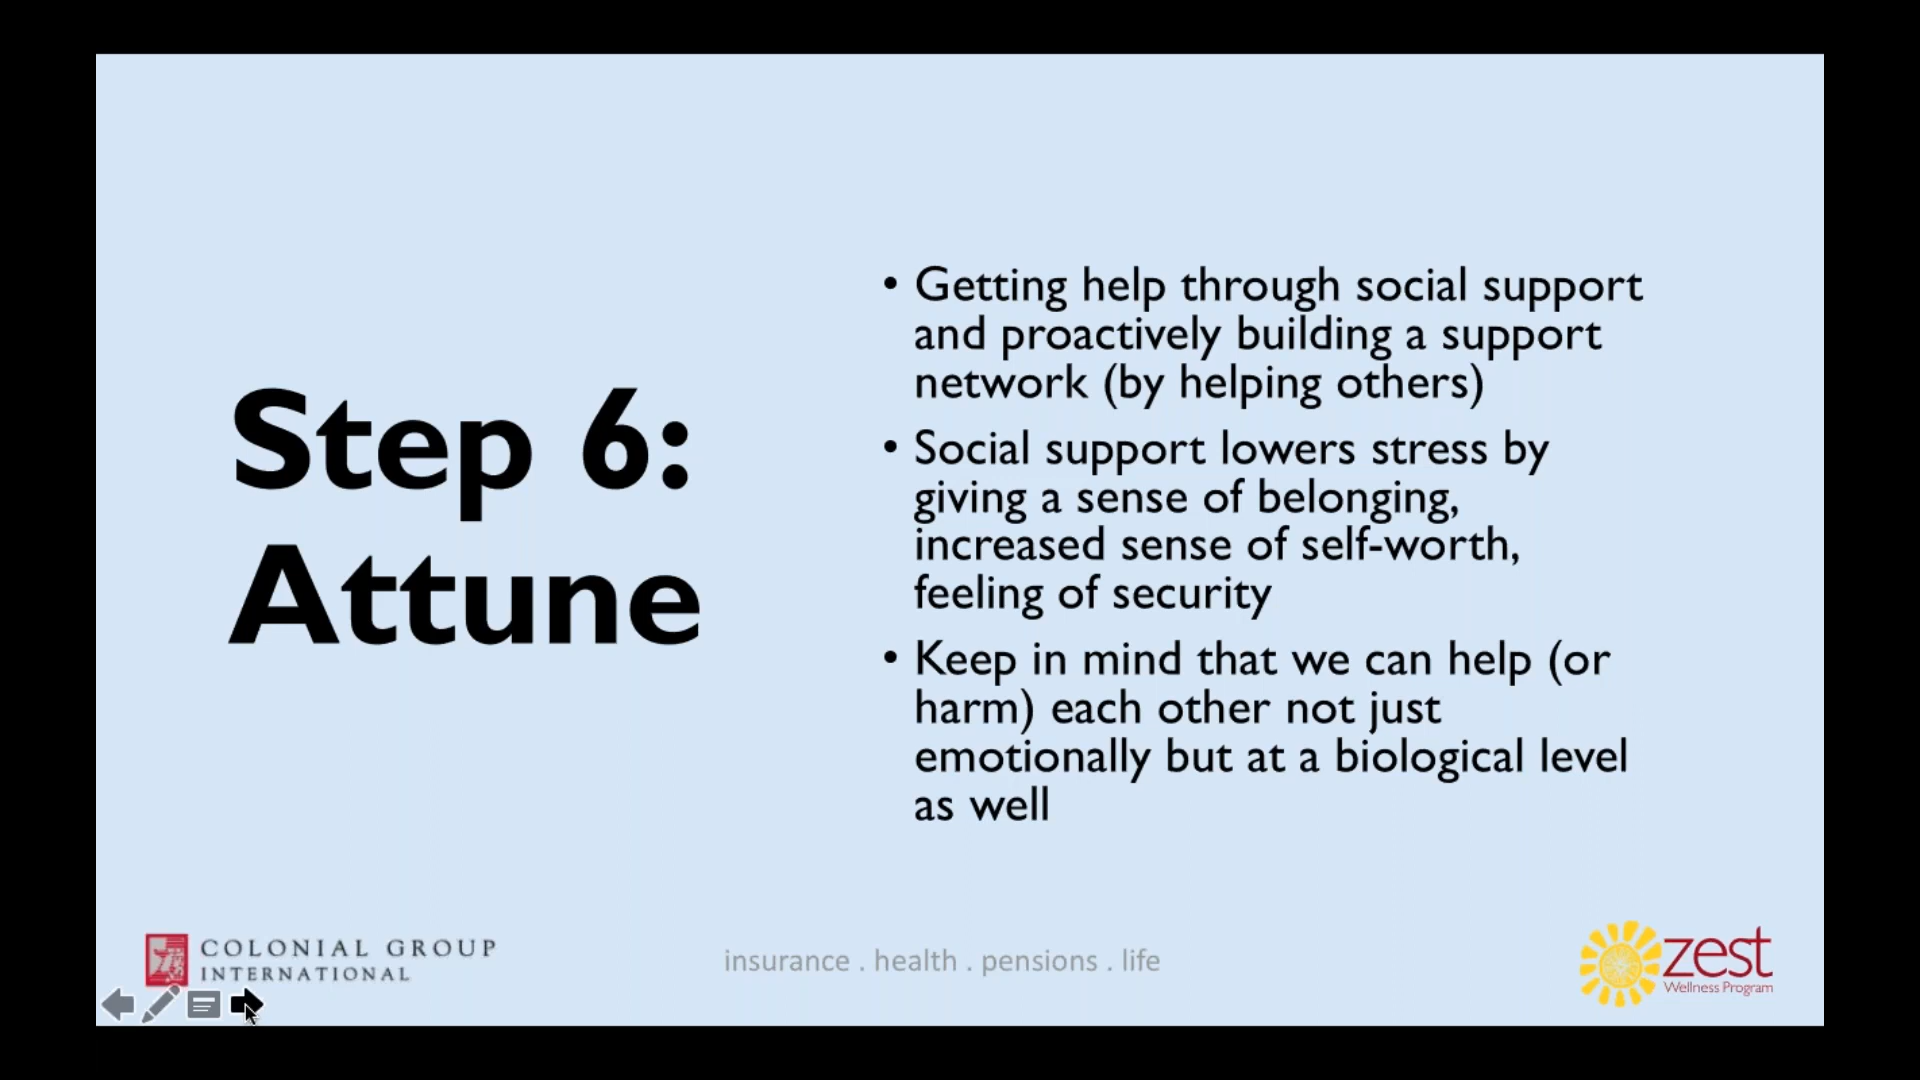 Step 6:
Attune
• Getting help through social support
and proactively building a support
network (by helping others)
• Social support lowers stress by
giving a sense of belonging,
increased sense of self-worth,
feeling of security
• Keep in mind that we can help (or
harm) each other not just
emotionally but at a biological level
as well
COLONIAL GROUP
INTERNATIONAL
insurance . health . pensions . life
zest
Wellness Program